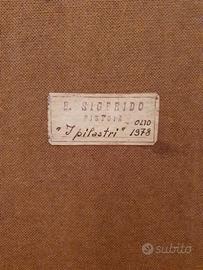 E. SIGFRIDO
PISTOIA
OLIO
"I pilastri" 1978
subito